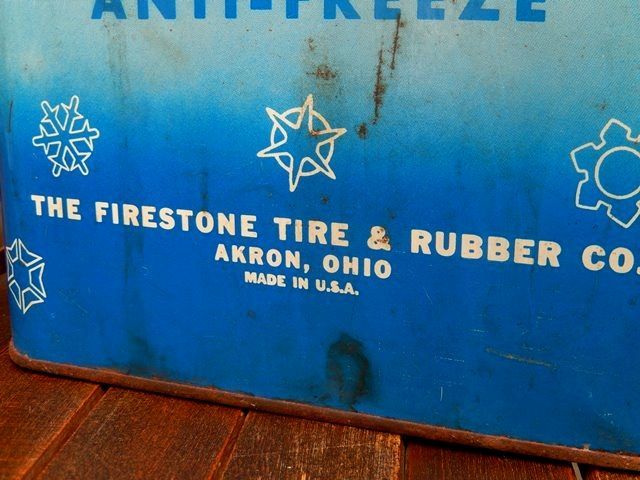 ANTI-FREEZE
THE FIRESTONE TIRE & RUBBER CO.
AKRON, OHIO
MADE IN U.S.A.